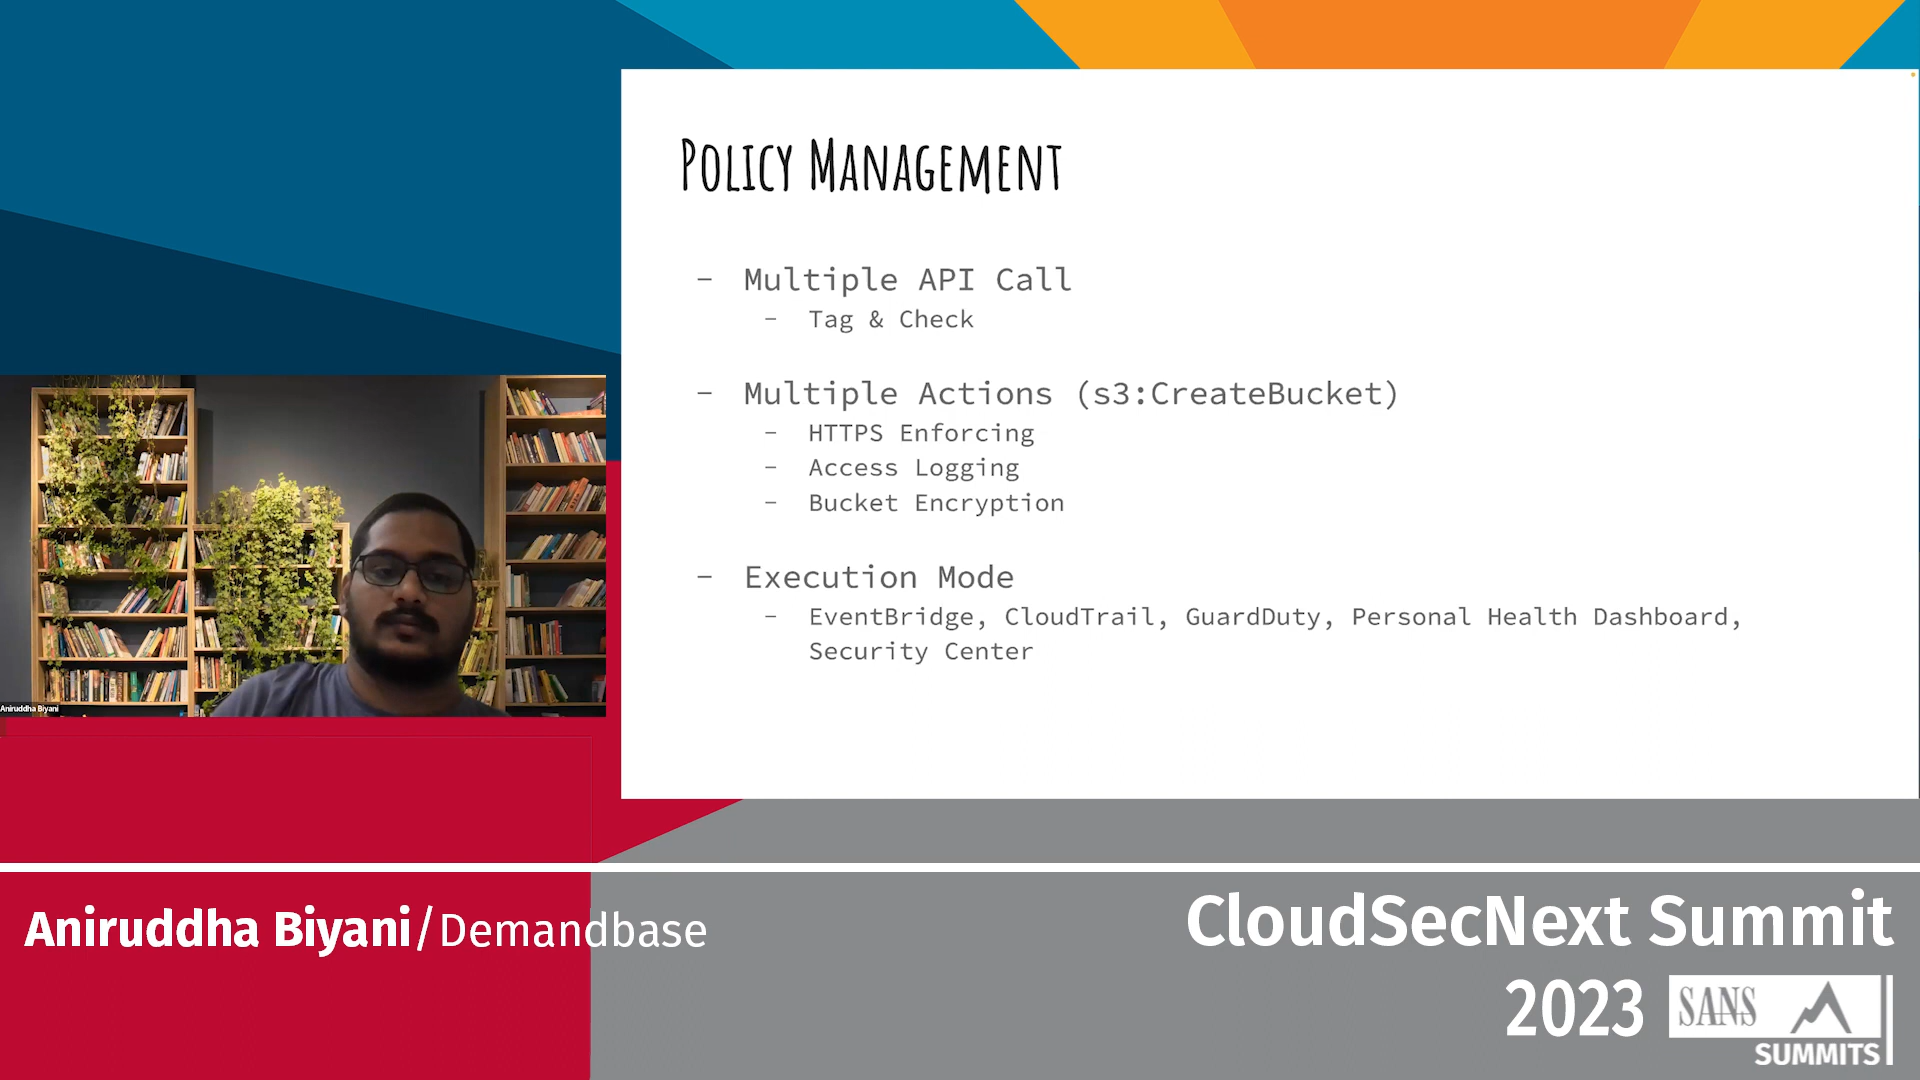 POLICY MANAGEMENT
- Multiple API Call
- Tag & Check
- Multiple Actions (s3:CreateBucket)
- HTTPS Enforcing
- Access Logging
- Bucket Encryption
- Execution Mode
- EventBridge, CloudTrail, GuardDuty, Personal Health Dashboard,
Security Center
Aniruddha Biyani
Aniruddha Biyani/Demandbase
CloudSecNext Summit
2023
SANS
SUMMITS